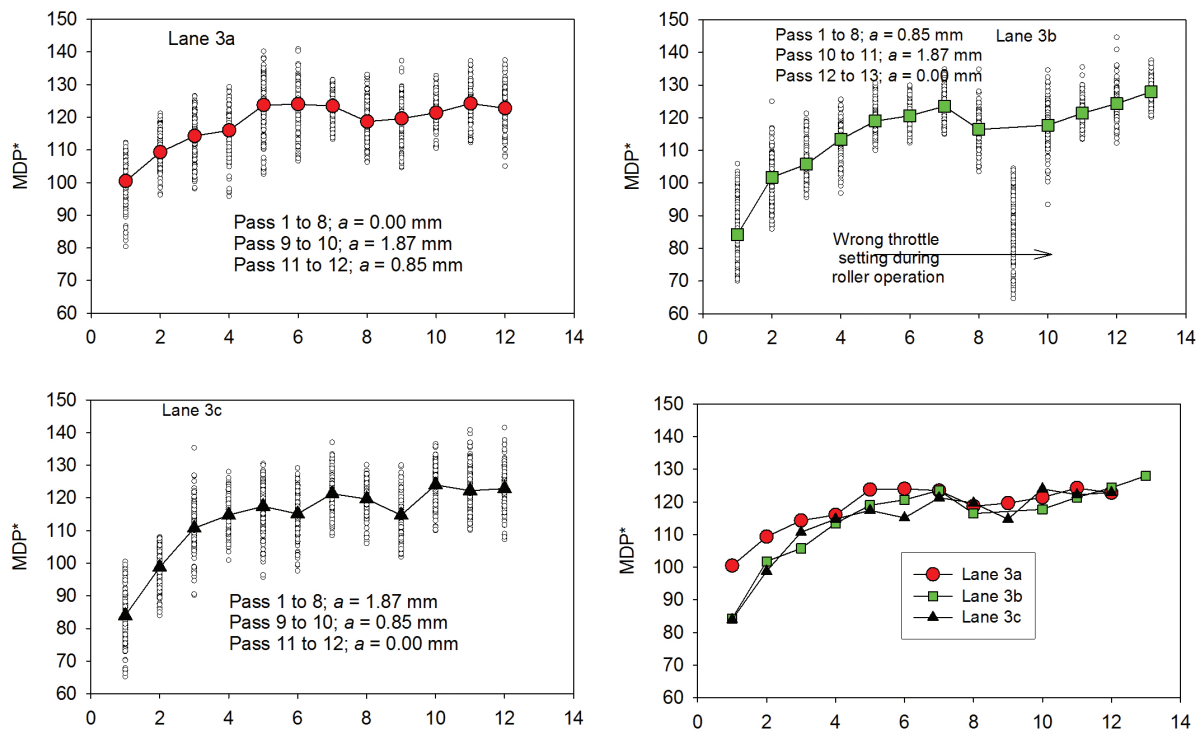 150
140
130
120
110
100
90
80
70
60
MDP*
Lane 3a
Pass 1 to 8; a = 0.00 mm
Pass 9 to 10; a = 1.87 mm
Pass 11 to 12; a = 0.85 mm
0 2 4 6 8 10 12 14
150
140
130
120
110
100
90
80
70
60
MDP*
Pass 1 to 8; a = 0.85 mm
Lane 3b
Pass 10 to 11; a = 1.87 mm
Pass 12 to 13; a = 0.00 mm
Wrong throttle
setting during
roller operation
0 2 4 6 8 10 12 14
150
140
130
120
110
100
90
80
70
60
MDP*
Lane 3c
Pass 1 to 8; a = 1.87 mm
Pass 9 to 10; a = 0.85 mm
Pass 11 to 12; a = 0.00 mm
0 2 4 6 8 10 12 14
150
140
130
120
110
100
90
80
70
60
MDP*
Lane 3a
Lane 3b
Lane 3c
0 2 4 6 8 10 12 14